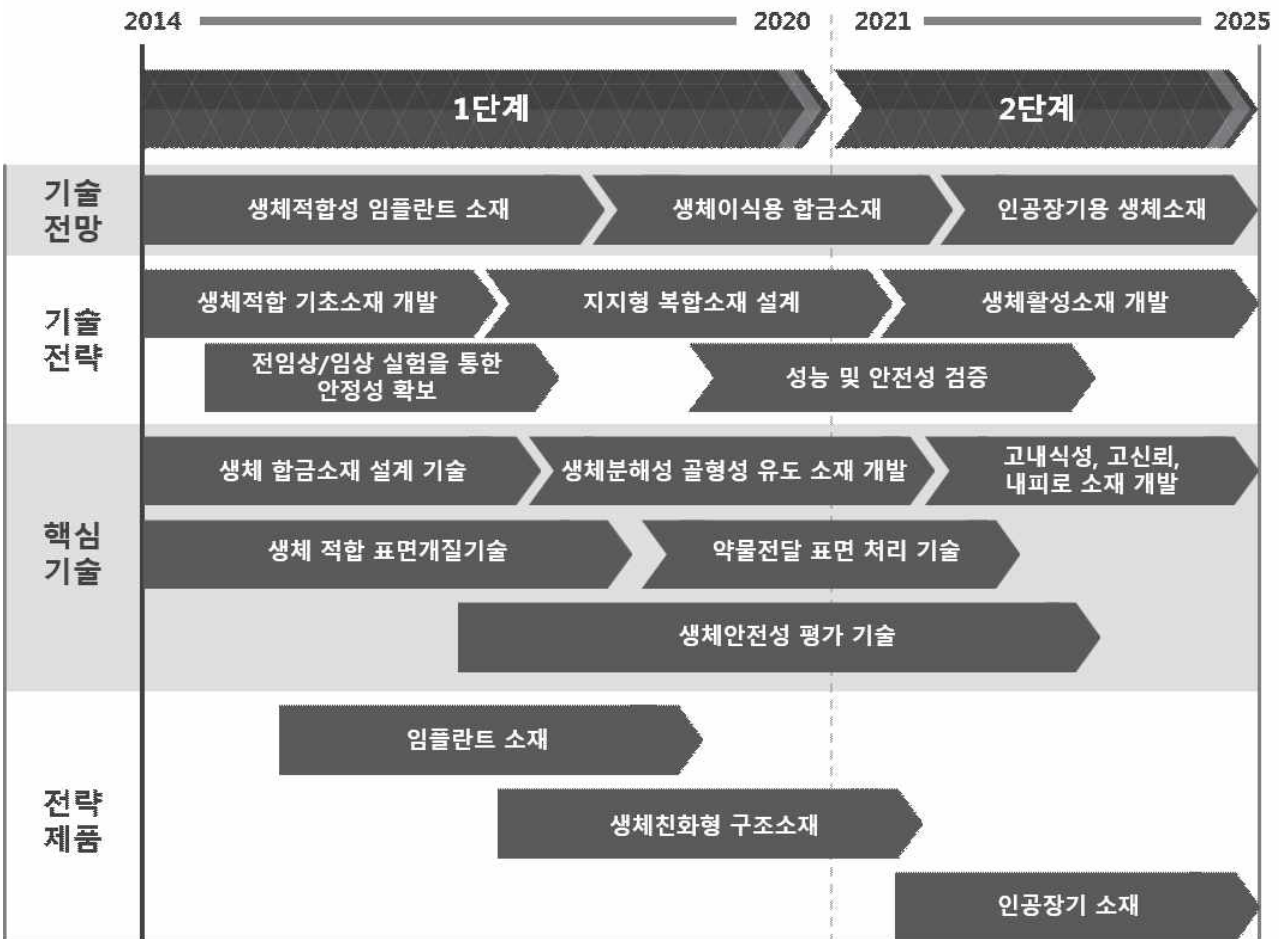 2014
2020
2021
2025
1단계
2단계
기술
전망
생체적합성 임플란트 소재
생체이식용 합금소재
인공장기용 생체소재
기술
전략
생체적합 기초소재 개발
지지형 복합소재 설계
생체활성소재 개발
전임상/임상 실험을 통한
안정성 확보
성능 및 안전성 검증
핵심
기술
생체 합금소재 설계 기술
생체분해성 골형성 유도 소재 개발
고내식성, 고신뢰,
내피로 소재 개발
생체 적합 표면개질기술
약물전달 표면 처리 기술
생체안전성 평가 기술
전략
제품
임플란트 소재
생체친화형 구조소재
인공장기 소재